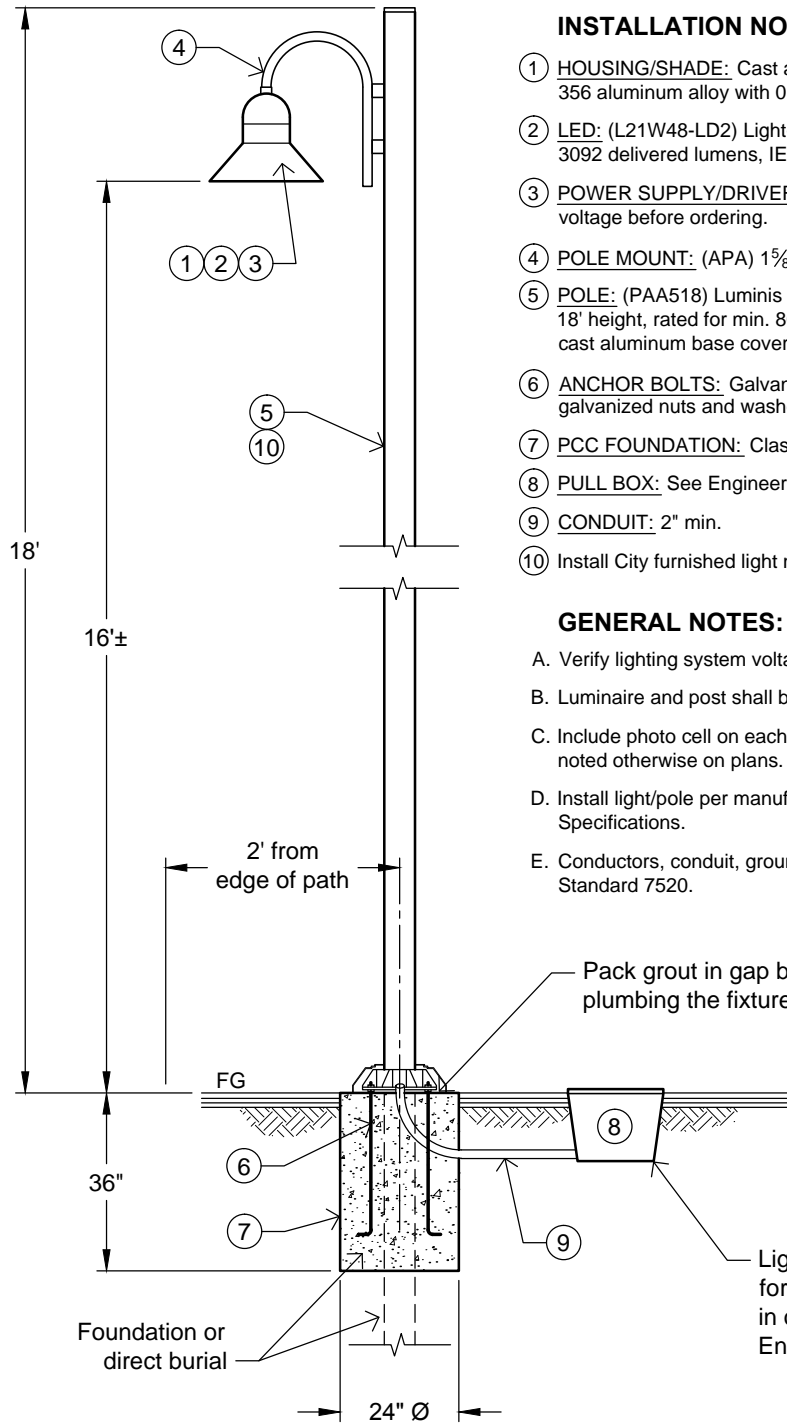 INSTALLATION NO
1 HOUSING/SHADE: Cast a
356 aluminum alloy with 0
2 LED: (L21W48-LD2) Light
3092 delivered lumens, IE
3 POWER SUPPLY/DRIVER
voltage before ordering.
4 POLE MOUNT: (APA) 1⅝
5 POLE: (PAA518) Luminis
18' height, rated for min. 8
cast aluminum base cover
6 ANCHOR BOLTS: Galvan
galvanized nuts and wash
7 PCC FOUNDATION: Clas
8 PULL BOX: See Engineer
9 CONDUIT: 2" min.
10 Install City furnished light
GENERAL NOTES:
A. Verify lighting system volta
B. Luminaire and post shall b
C. Include photo cell on each
noted otherwise on plans.
D. Install light/pole per manuf
Specifications.
E. Conductors, conduit, grou
Standard 7520.
4
1 2 3
5
10
18'
16'±
2' from
edge of path
Pack grout in gap b
plumbing the fixture
FG
8
6
36"
7
9
Lig
for
in
En
Foundation or
direct burial
24" Ø